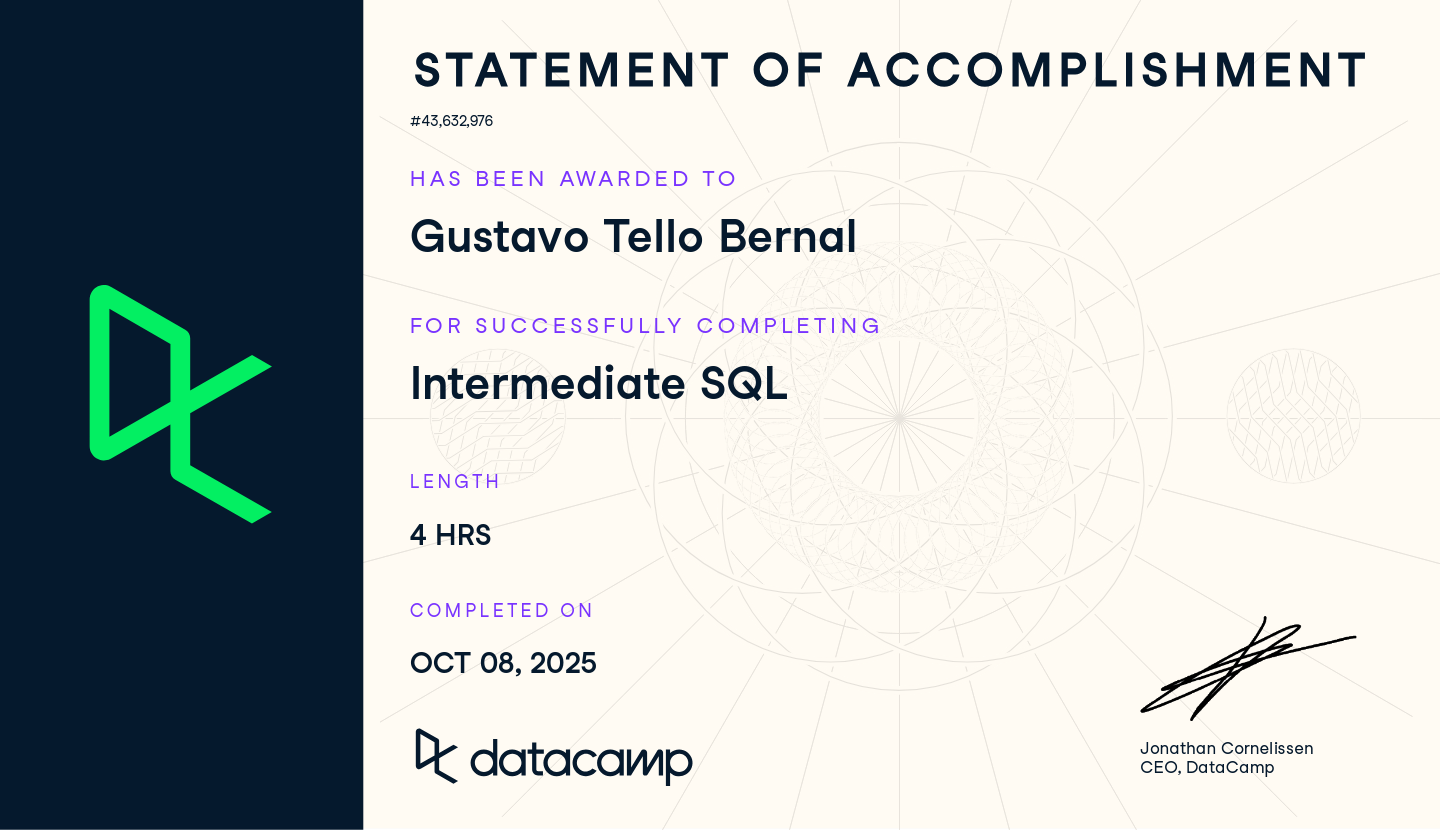 STATEMENT OF ACCOMPLISHMENT
#43,632,976
HAS BEEN AWARDED TO
Gustavo Tello Bernal
FOR SUCCESSFULLY COMPLETING
Intermediate SQL
LENGTH
4 HRS
COMPLETED ON
OCT 08, 2025
datacamp
Jonathan Cornelissen
CEO, DataCamp